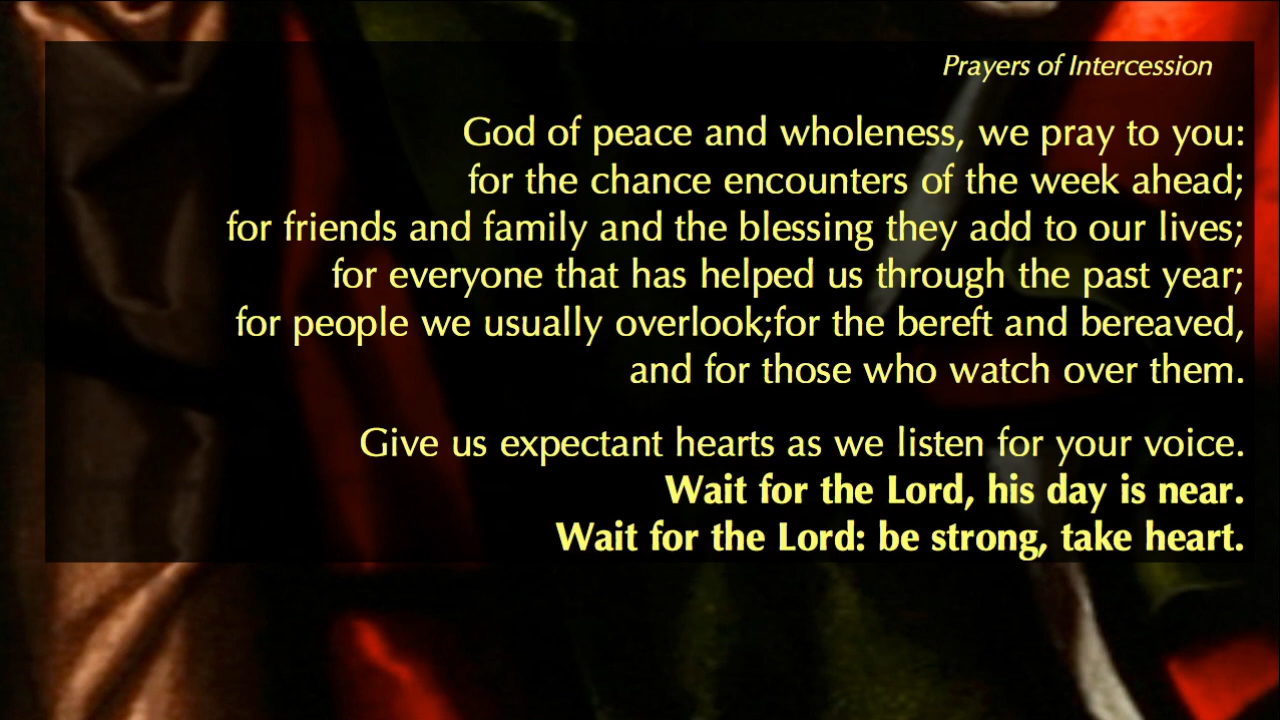 Prayers of Intercession
God of peace and wholeness, we pray to you:
for the chance encounters of the week ahead;
for friends and family and the blessing they add to our lives;
for everyone that has helped us through the past year;
for people we usually overlook;for the bereft and bereaved,
and for those who watch over them.
Give us expectant hearts as we listen for your voice.
Wait for the Lord, his day is near.
Wait for the Lord: be strong, take heart.